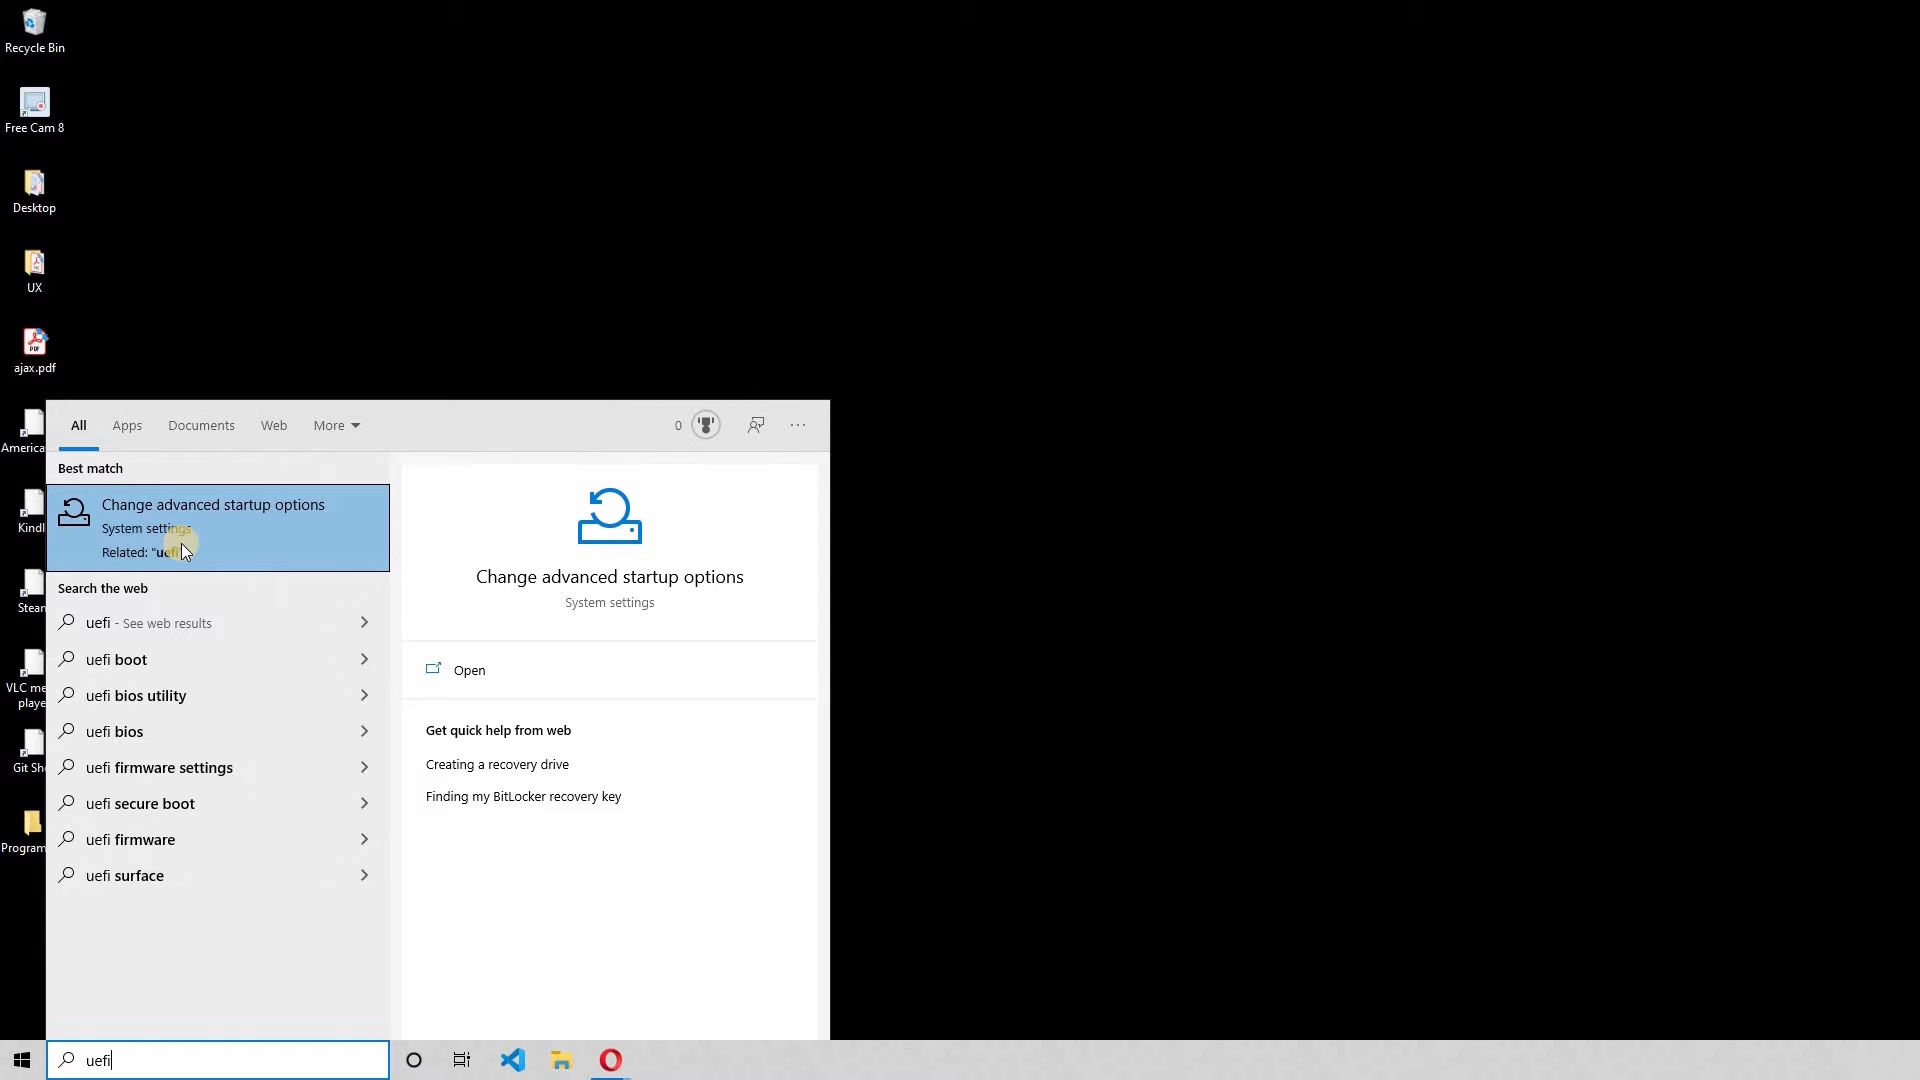 Recycle Bin
Free Cam 8
Desktop
UX
PDF
ajax.pdf
America
Kindl
Steam
VLC me
playe
Git Sh
Program
All
Apps
Documents
Web
More
0
Best match
Change advanced startup options
System settings
Related: "uefi
Search the web
uefi - See web results
uefi boot
uefi bios utility
uefi bios
uefi firmware settings
uefi secure boot
uefi firmware
uefi surface
Change advanced startup options
System settings
Open
Get quick help from web
Creating a recovery drive
Finding my BitLocker recovery key
uefi